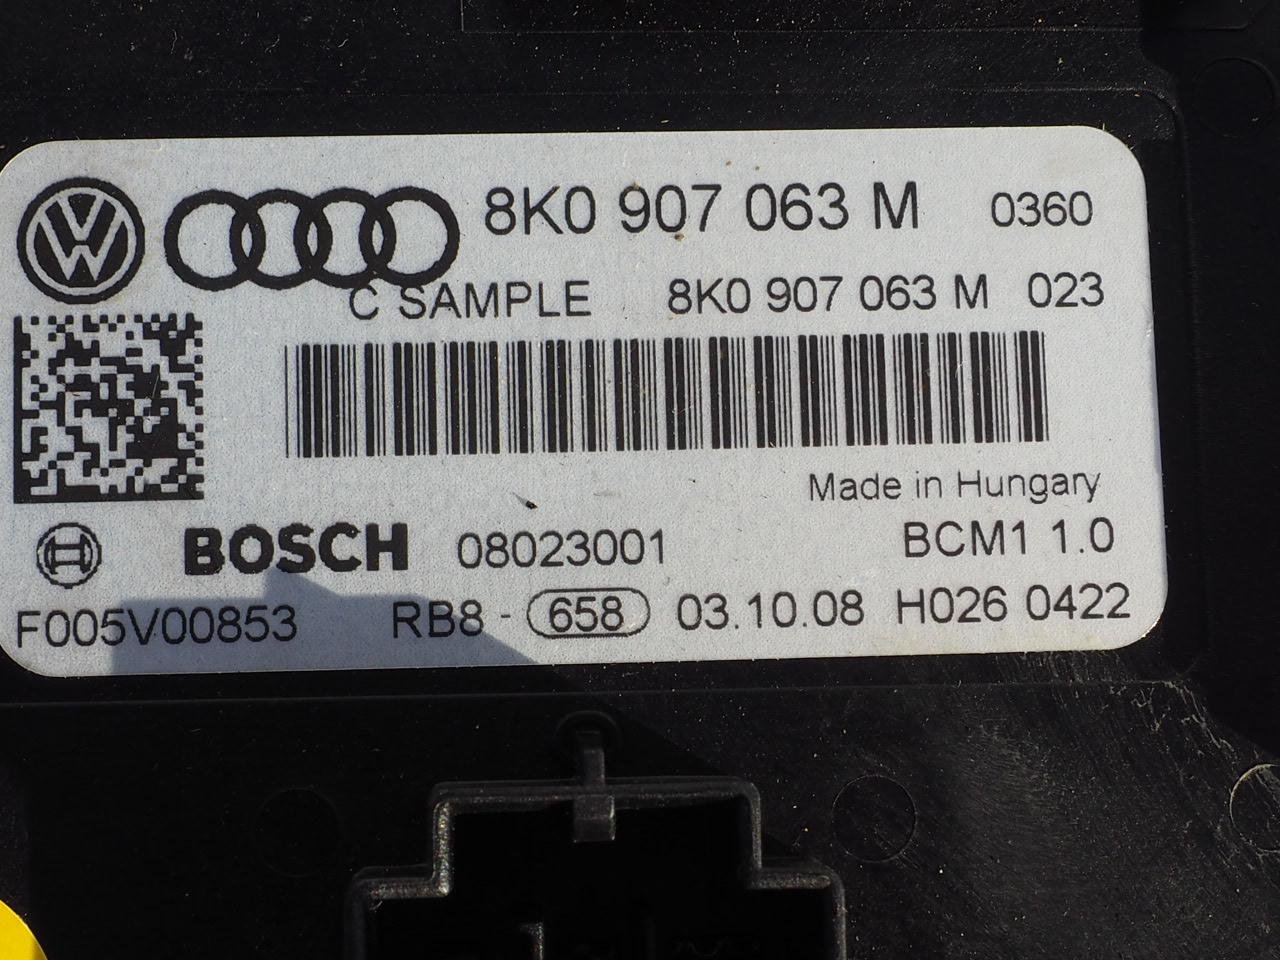 8K0 907 063 M 0360
C SAMPLE 8K0 907 063 M 023
Made in Hungary
BOSCH 08023001 BCM1 1.0
F005V00853 RB8 - 658 03.10.08 H026 0422